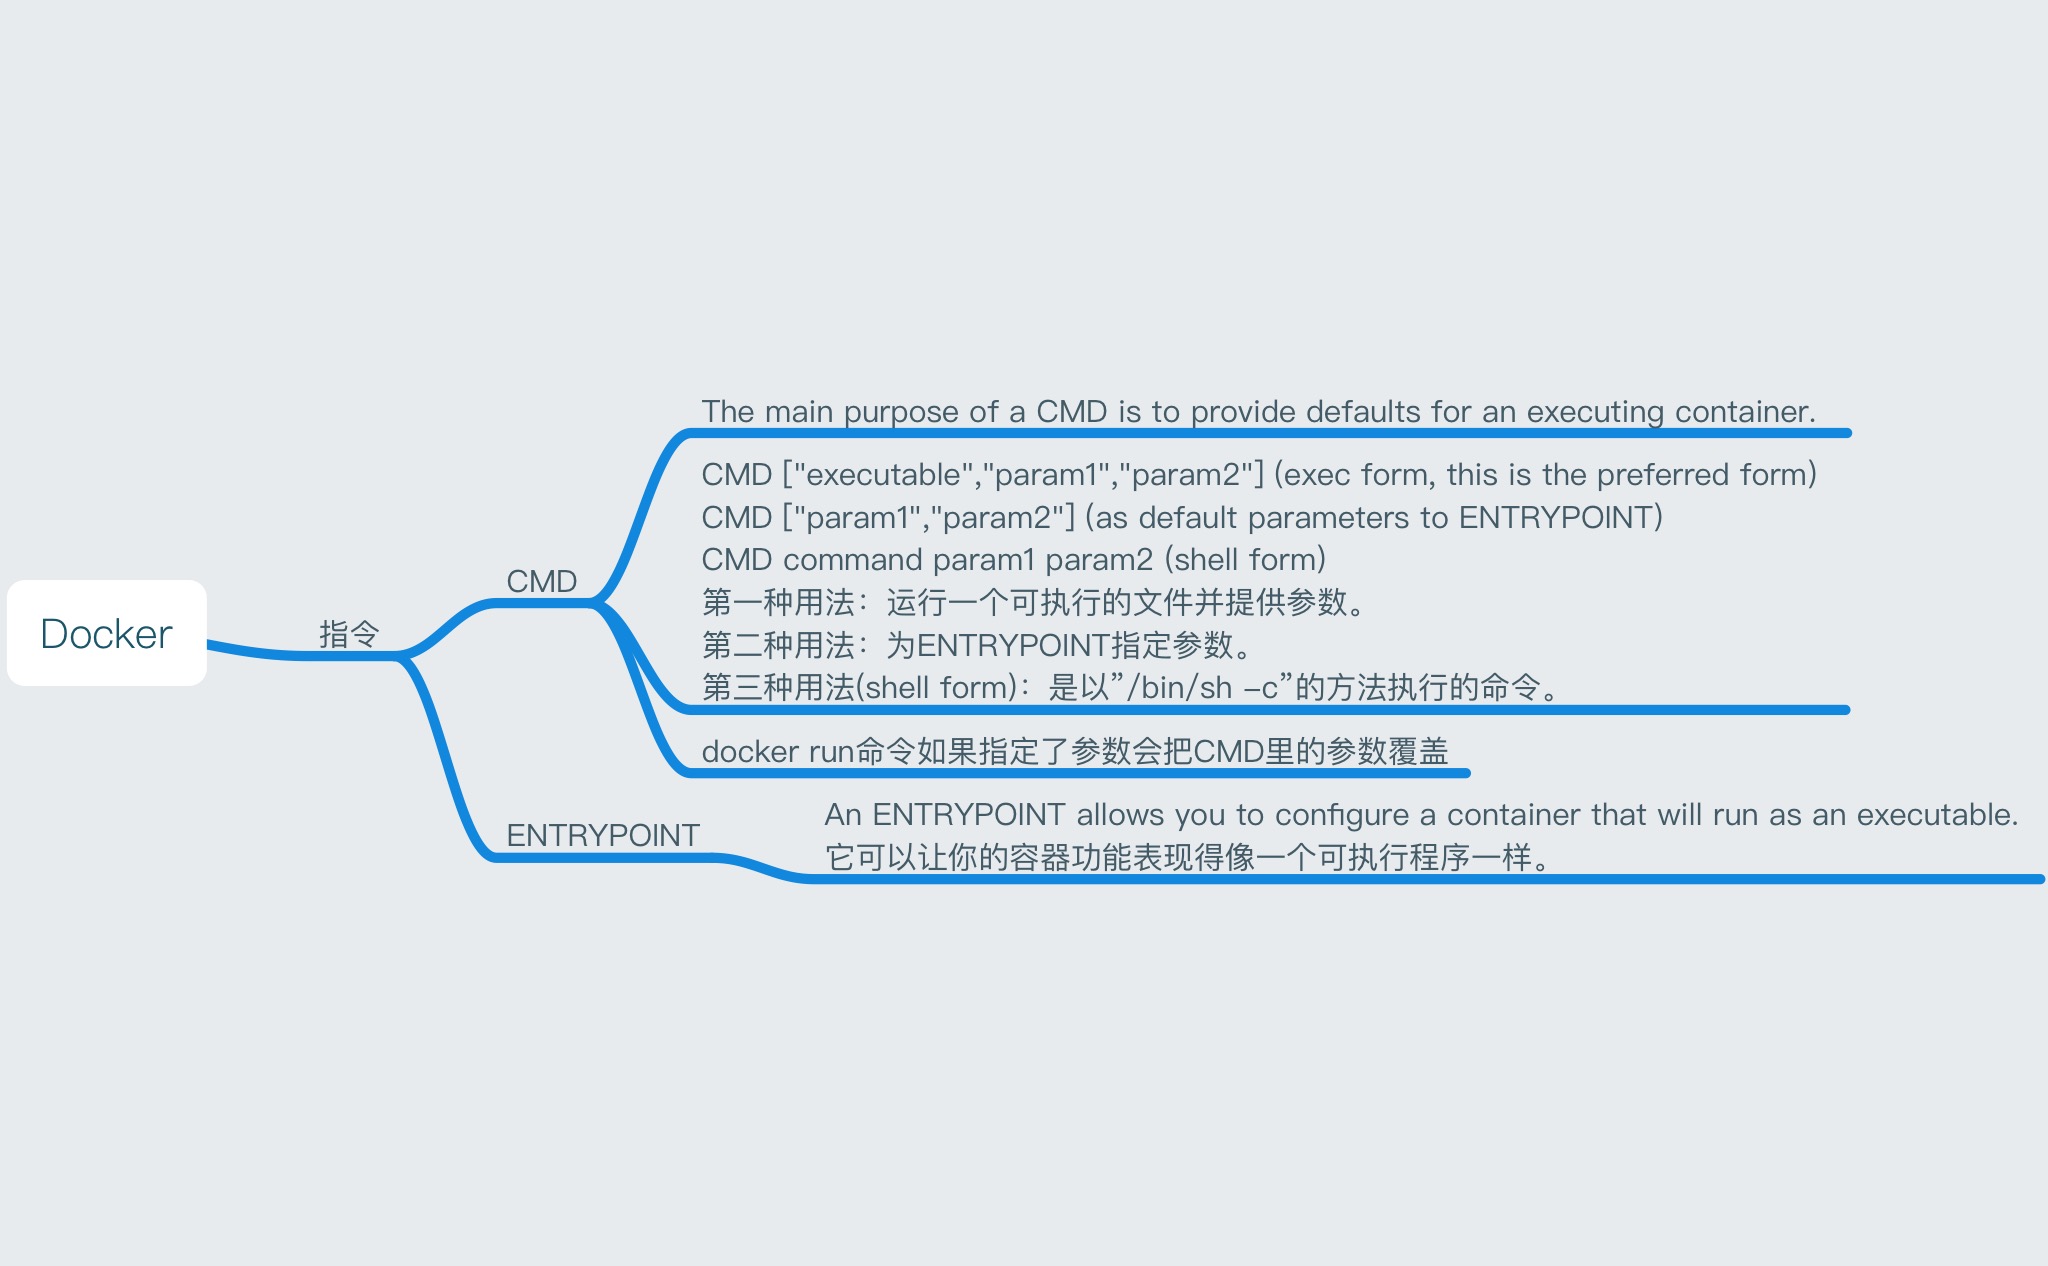 Docker
指令
CMD
The main purpose of a CMD is to provide defaults for an executing container.
CMD ["executable","param1","param2"] (exec form, this is the preferred form)
CMD ["param1","param2"] (as default parameters to ENTRYPOINT)
CMD command param1 param2 (shell form)
第一种用法：运行一个可执行的文件并提供参数。
第二种用法：为ENTRYPOINT指定参数。
第三种用法(shell form)：是以”/bin/sh -c”的方法执行的命令。
docker run命令如果指定了参数会把CMD里的参数覆盖
ENTRYPOINT
An ENTRYPOINT allows you to configure a container that will run as an executable.
它可以让你的容器功能表现得像一个可执行程序一样。